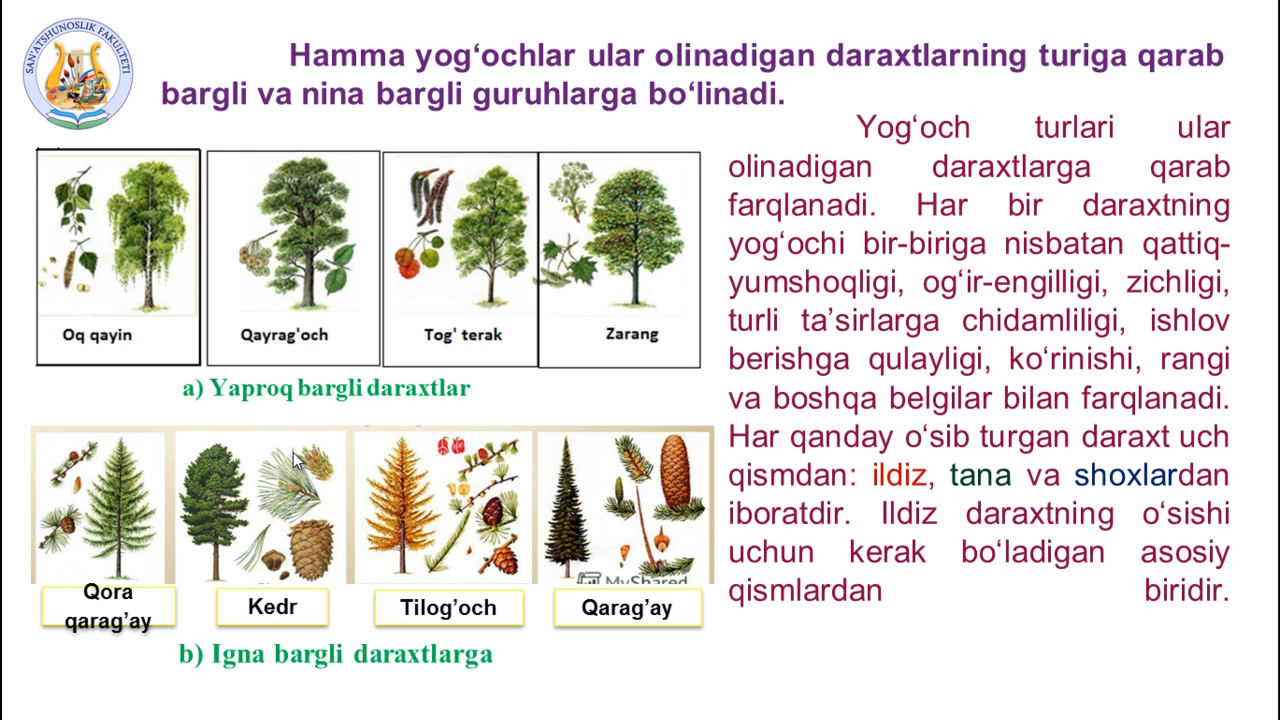 SAN'ATSHUNOSLIK FAKULTETI
Hamma yog‘ochlar ular olinadigan daraxtlarning turiga qarab
bargli va nina bargli guruhlarga bo‘linadi.
Oq qayin
Qayrag'och
Tog' terak
Zarang
a) Yaproq bargli daraxtlar
Qora
qarag’ay
Kedr
Tilog’och
Qarag’ay
MyShared
b) Igna bargli daraxtlarga
Yog‘och turlari ular
olinadigan daraxtlarga qarab
farqlanadi. Har bir daraxtning
yog‘ochi bir-biriga nisbatan qattiq-
yumshoqligi, og‘ir-engilligi, zichligi,
turli ta’sirlarga chidamliligi, ishlov
berishga qulayligi, ko‘rinishi, rangi
va boshqa belgilar bilan farqlanadi.
Har qanday o‘sib turgan daraxt uch
qismdan: ildiz, tana va shoxlardan
iboratdir. Ildiz daraxtning o‘sishi
uchun kerak bo‘ladigan asosiy
qismlardan biridir.